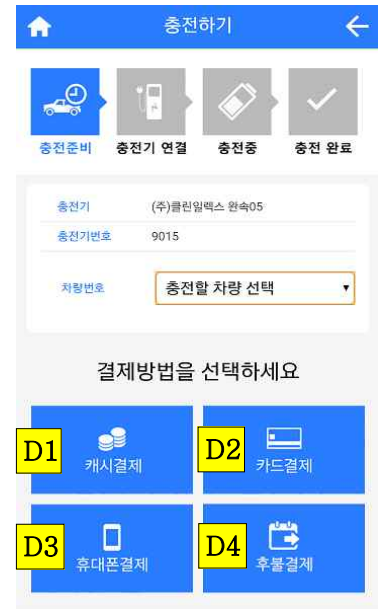 충전하기
충전준비 충전기 연결 충전중 충전 완료
충전기 (주)클린일렉스 완속05
충전기번호 9015
차량번호 충전할 차량 선택
결제방법을 선택하세요
D1 캐시결제 D2 카드결제
D3 휴대폰결제 D4 후불결제